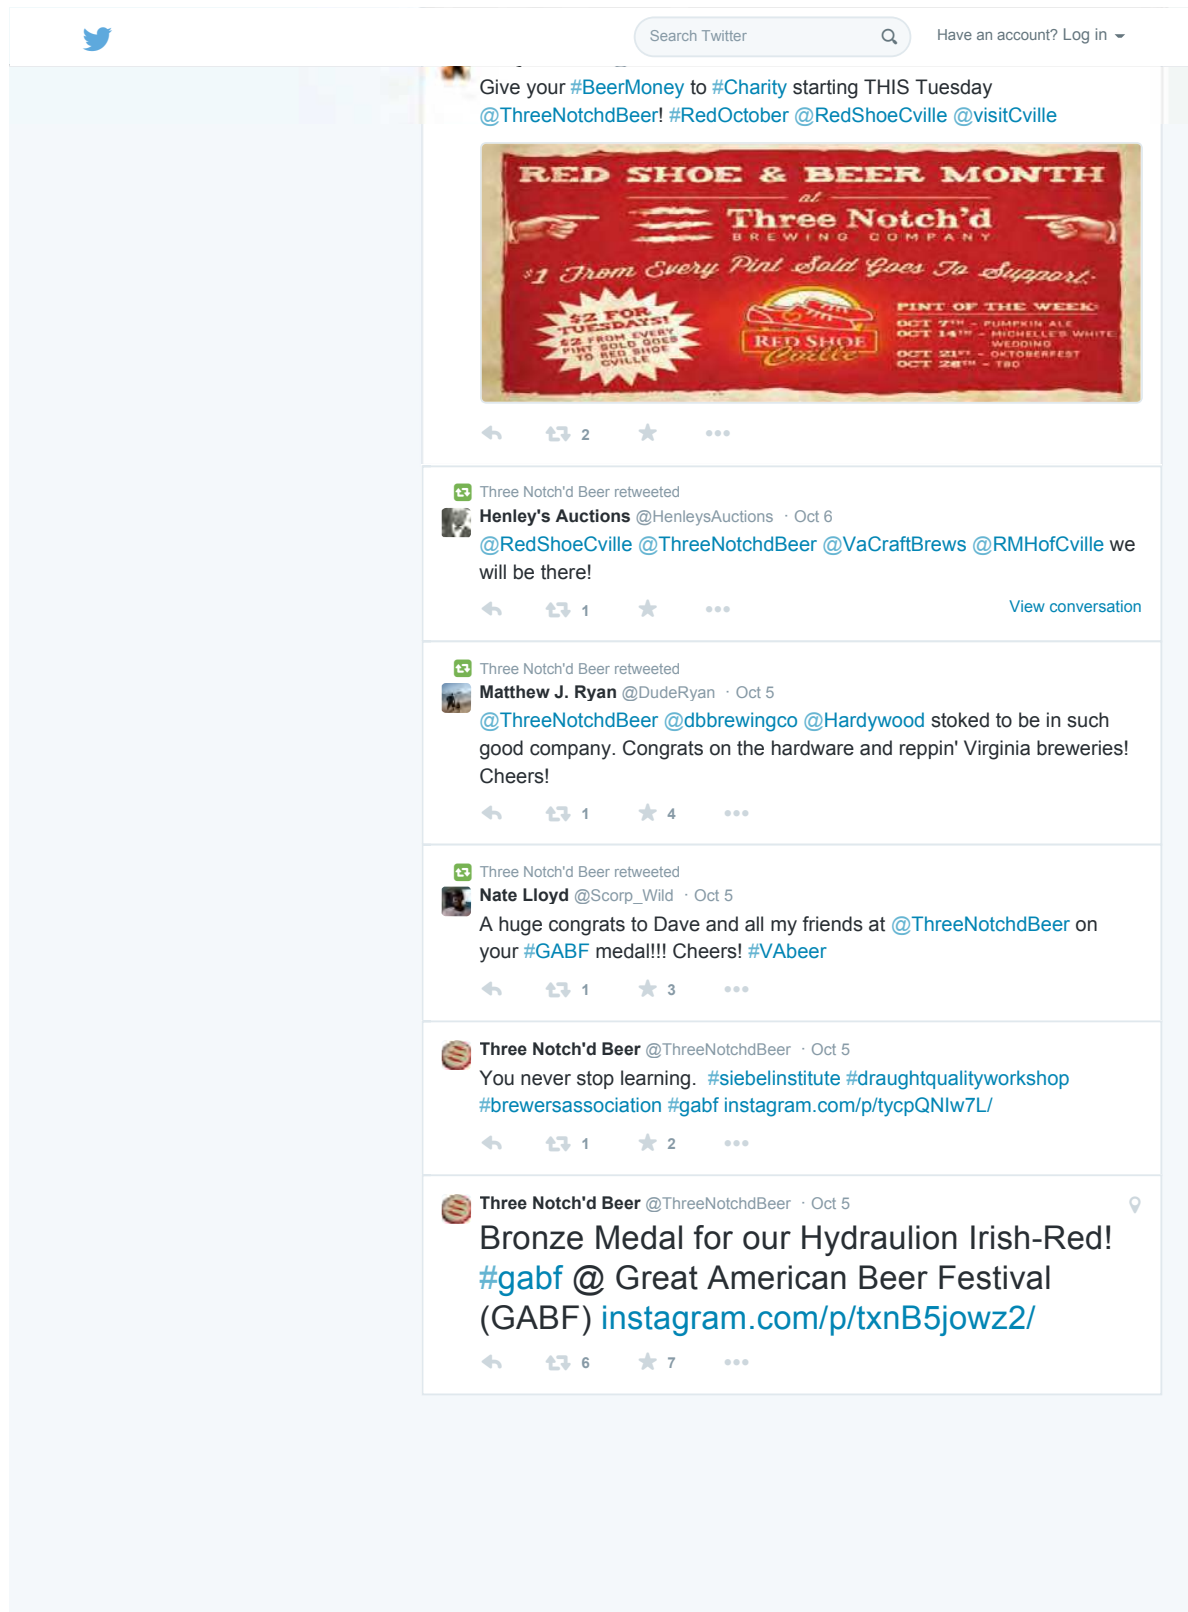 Search Twitter
Have an account? Log in
Give your #BeerMoney to #Charity starting THIS Tuesday
@ThreeNotchdBeer! #RedOctober @RedShoeCville @visitCville
RED SHOE & BEER MONTH
at
Three Notch'd
BREWING COMPANY
$1 From Every Pint Sold Goes To Support:
$2 FOR
TUESDAYS!
$2 FROM EVERY
PINT SOLD GOES
TO RED SHOE
CVILLE
RED SHOE
Cville
PINT OF THE WEEK:
OCT 7TH - PUMPKIN ALE
OCT 14TH - MICHELLE'S WHITE
WEDDING
OCT 21ST - OKTOBERFEST
OCT 28TH - TBD
2
Three Notch'd Beer retweeted
Henley's Auctions @HenleysAuctions · Oct 6
@RedShoeCville @ThreeNotchdBeer @VaCraftBrews @RMHofCville we
will be there!
1
View conversation
Three Notch'd Beer retweeted
Matthew J. Ryan @DudeRyan · Oct 5
@ThreeNotchdBeer @dbbrewingco @Hardywood stoked to be in such
good company. Congrats on the hardware and reppin' Virginia breweries!
Cheers!
1 4
Three Notch'd Beer retweeted
Nate Lloyd @Scorp_Wild · Oct 5
A huge congrats to Dave and all my friends at @ThreeNotchdBeer on
your #GABF medal!!! Cheers! #VAbeer
1 3
Three Notch'd Beer @ThreeNotchdBeer · Oct 5
You never stop learning. #siebelinstitute #draughtqualityworkshop
#brewersassociation #gabf instagram.com/p/tycpQNIw7L/
1 2
Three Notch'd Beer @ThreeNotchdBeer · Oct 5
Bronze Medal for our Hydraulion Irish-Red!
#gabf @ Great American Beer Festival
(GABF) instagram.com/p/txnB5jowz2/
6 7